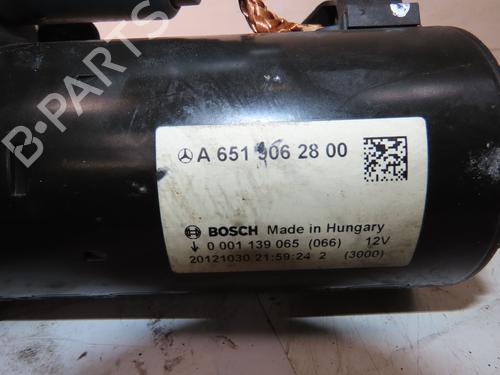 B-PARTS
A 651 906 28 00
BOSCH Made in Hungary
0 001 139 065 (066) 12V
20121030 21:59:24 2 (3000)